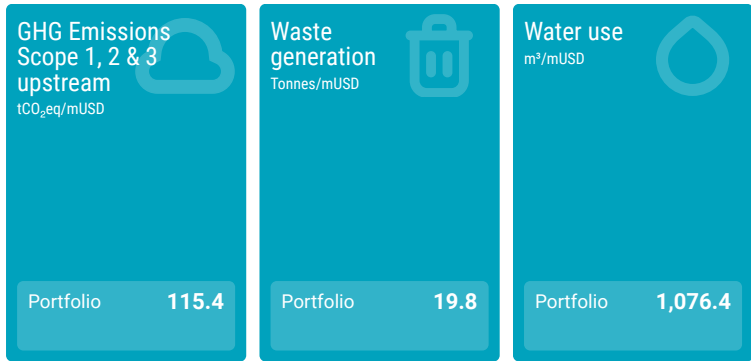 GHG Emissions
Scope 1, 2 & 3
upstream
tCO₂eq/mUSD
Portfolio 115.4
Waste
generation
Tonnes/mUSD
Portfolio 19.8
Water use
m³/mUSD
Portfolio 1,076.4